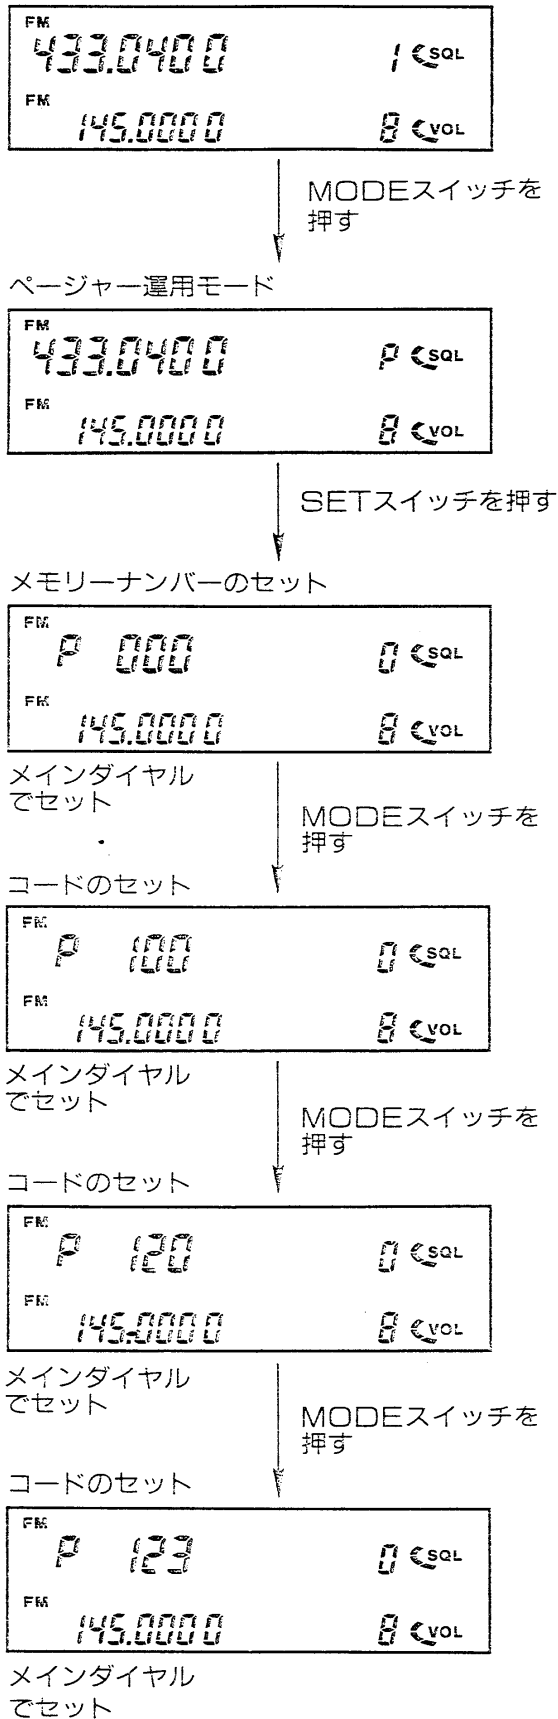 FM
433.0400 1 SQL
FM
145.0000 8 VOL
MODEスイッチを
押す
ページャー運用モード
FM
433.0400 P SQL
FM
145.0000 8 VOL
SETスイッチを押す
メモリーナンバーのセット
FM
P 000 0 SQL
FM
145.0000 8 VOL
メインダイヤル
でセット
MODEスイッチを
押す
コードのセット
FM
P 100 0 SQL
FM
145.0000 8 VOL
メインダイヤル
でセット
MODEスイッチを
押す
コードのセット
FM
P 120 0 SQL
FM
145.0000 8 VOL
メインダイヤル
でセット
MODEスイッチを
押す
コードのセット
FM
P 123 0 SQL
FM
145.0000 8 VOL
メインダイヤル
でセット